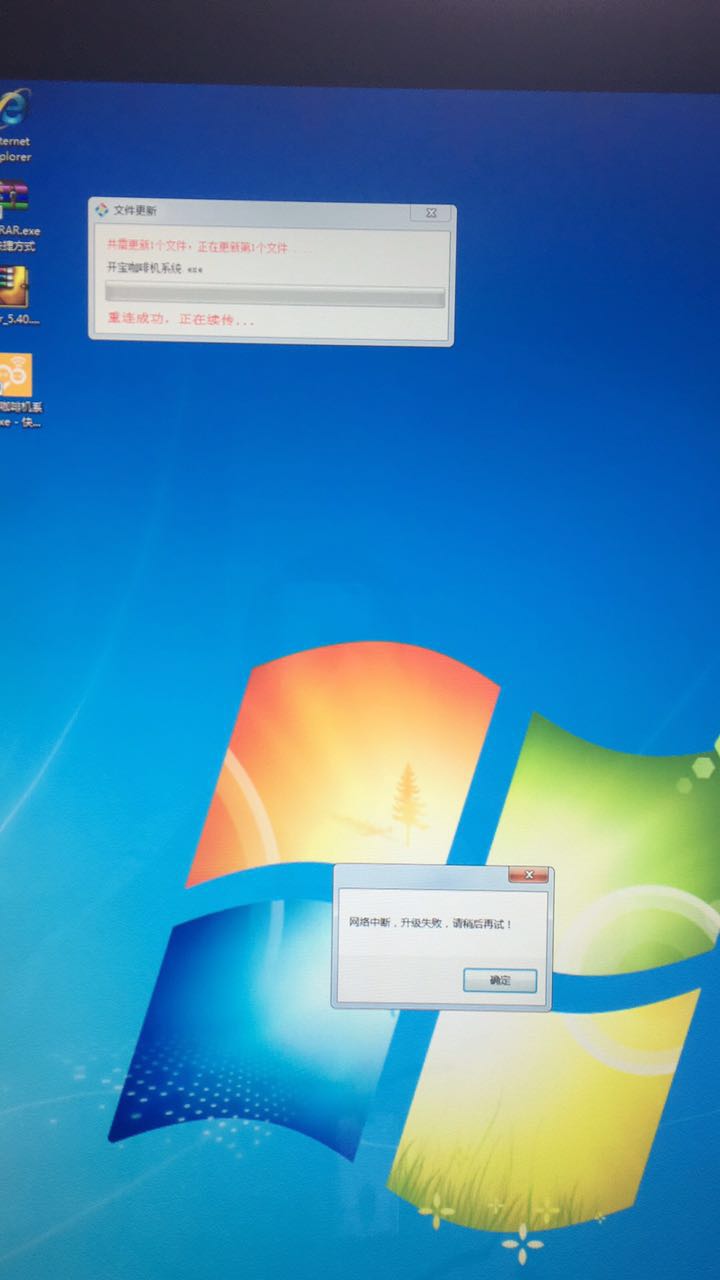 ternet
plorer
RAR.exe
捷方式
r_5.40....
咖啡机系
xe - 快...
文件更新
共需更新1个文件，正在更新第1个文件 . ...
开宝咖啡机系统 exe
重连成功，正在续传...
网络中断，升级失败，请稍后再试！
确定